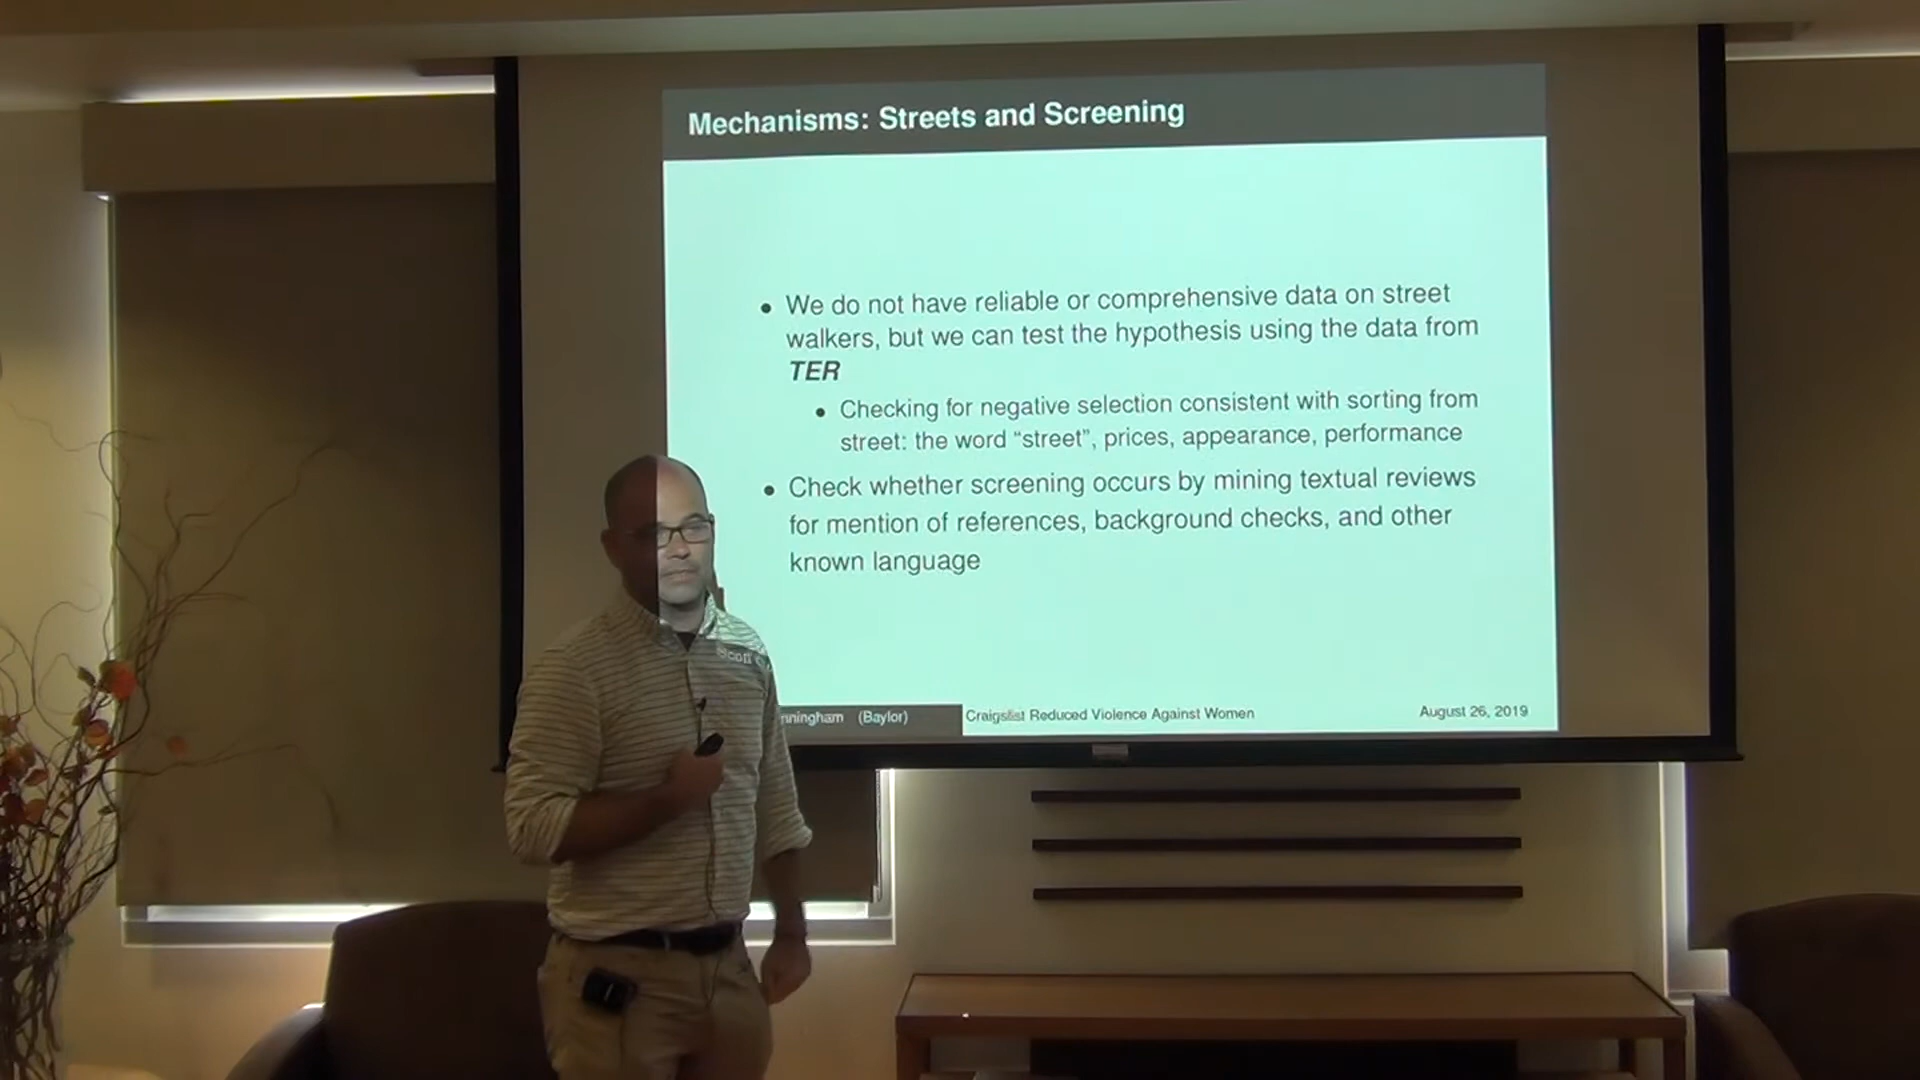 Mechanisms: Streets and Screening
• We do not have reliable or comprehensive data on street
walkers, but we can test the hypothesis using the data from
TER
• Checking for negative selection consistent with sorting from
street: the word “street”, prices, appearance, performance
• Check whether screening occurs by mining textual reviews
for mention of references, background checks, and other
known language
Scott C
nningham (Baylor)
Craigslist Reduced Violence Against Women
August 26, 2019